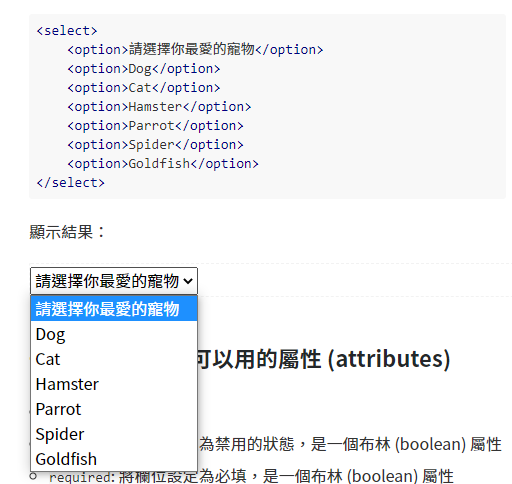 <select>
    <option>請選擇你最愛的寵物</option>
    <option>Dog</option>
    <option>Cat</option>
    <option>Hamster</option>
    <option>Parrot</option>
    <option>Spider</option>
    <option>Goldfish</option>
</select>
顯示結果：
請選擇你最愛的寵物
請選擇你最愛的寵物
Dog
可以用的屬性 (attributes)
Cat
Hamster
Parrot
Spider
為禁用的狀態，是一個布林 (boolean) 屬性
Goldfish
required: 將欄位設定為必填，是一個布林 (boolean) 屬性